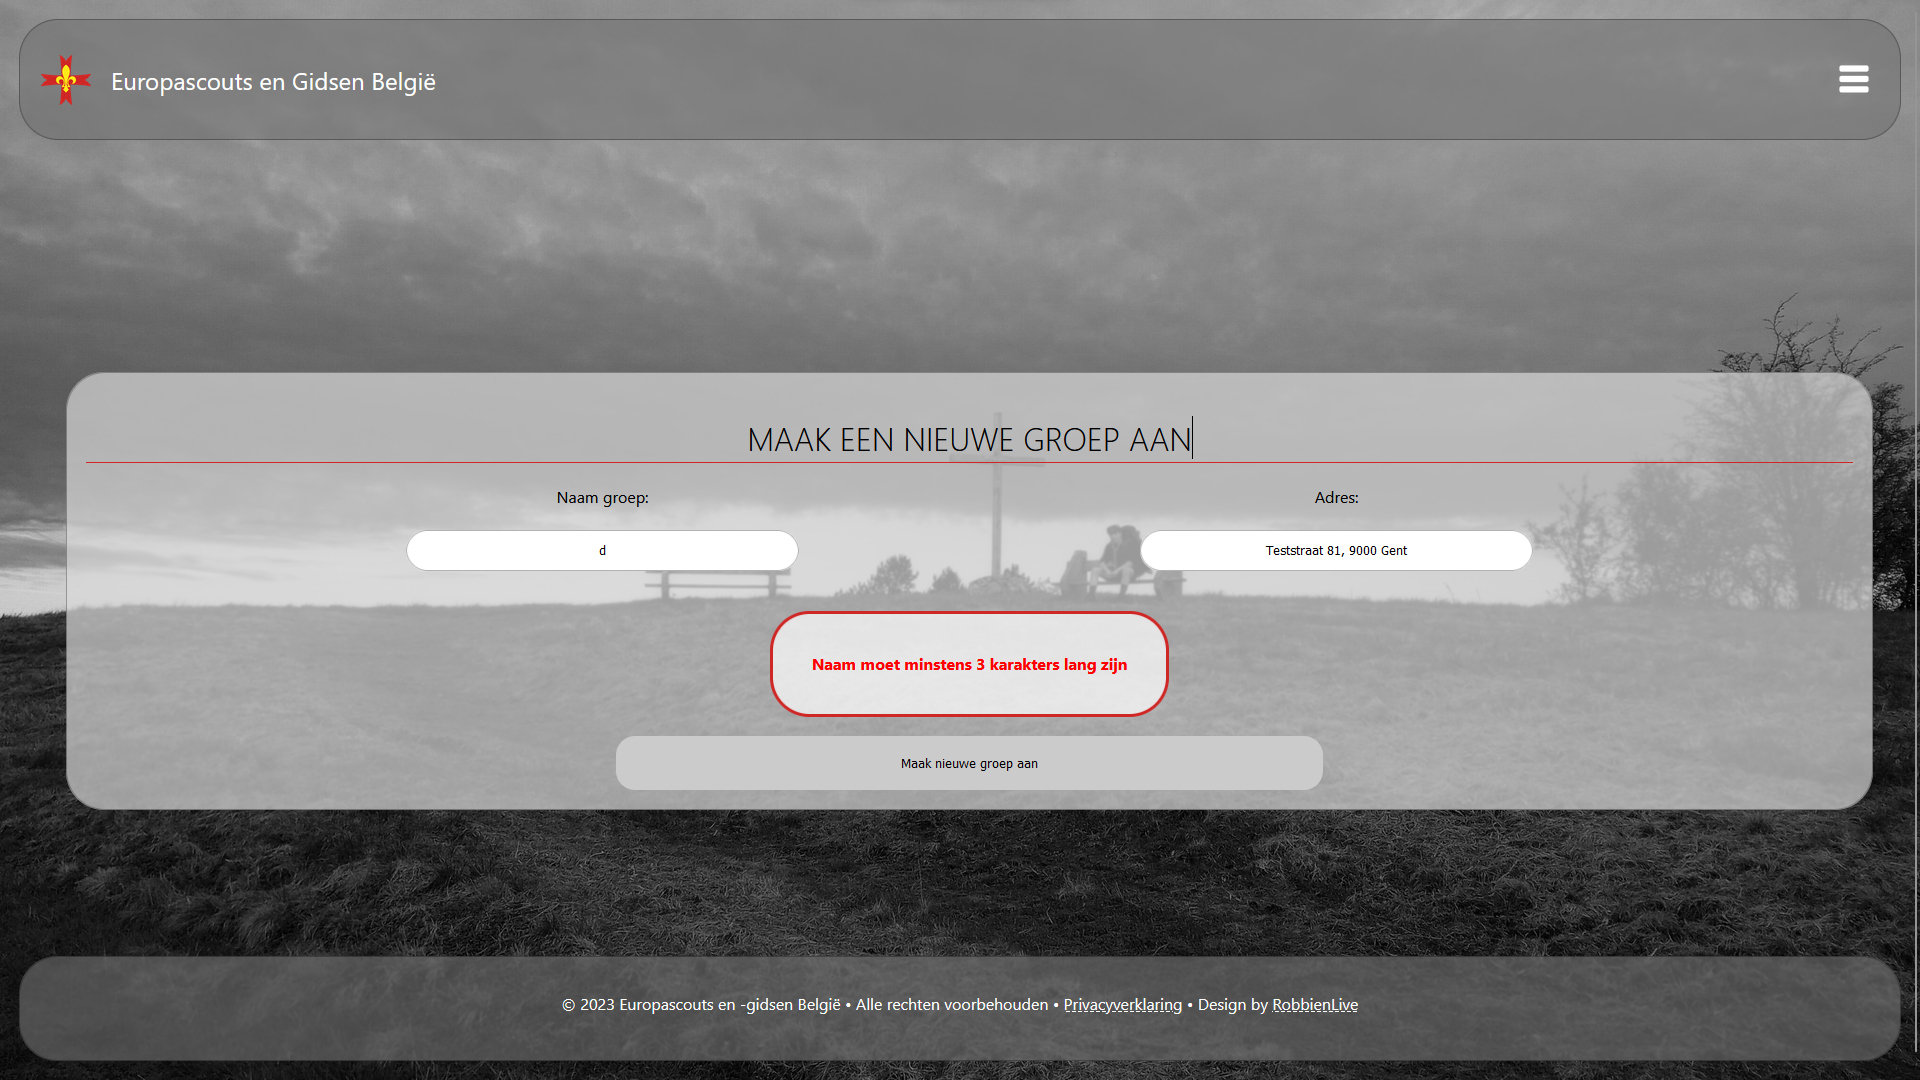 Europascouts en Gidsen België
MAAK EEN NIEUWE GROEP AAN
Naam groep:
Adres:
d
Teststraat 81, 9000 Gent
Naam moet minstens 3 karakters lang zijn
Maak nieuwe groep aan
© 2023 Europascouts en -gidsen België • Alle rechten voorbehouden • Privacyverklaring • Design by RobbienLive